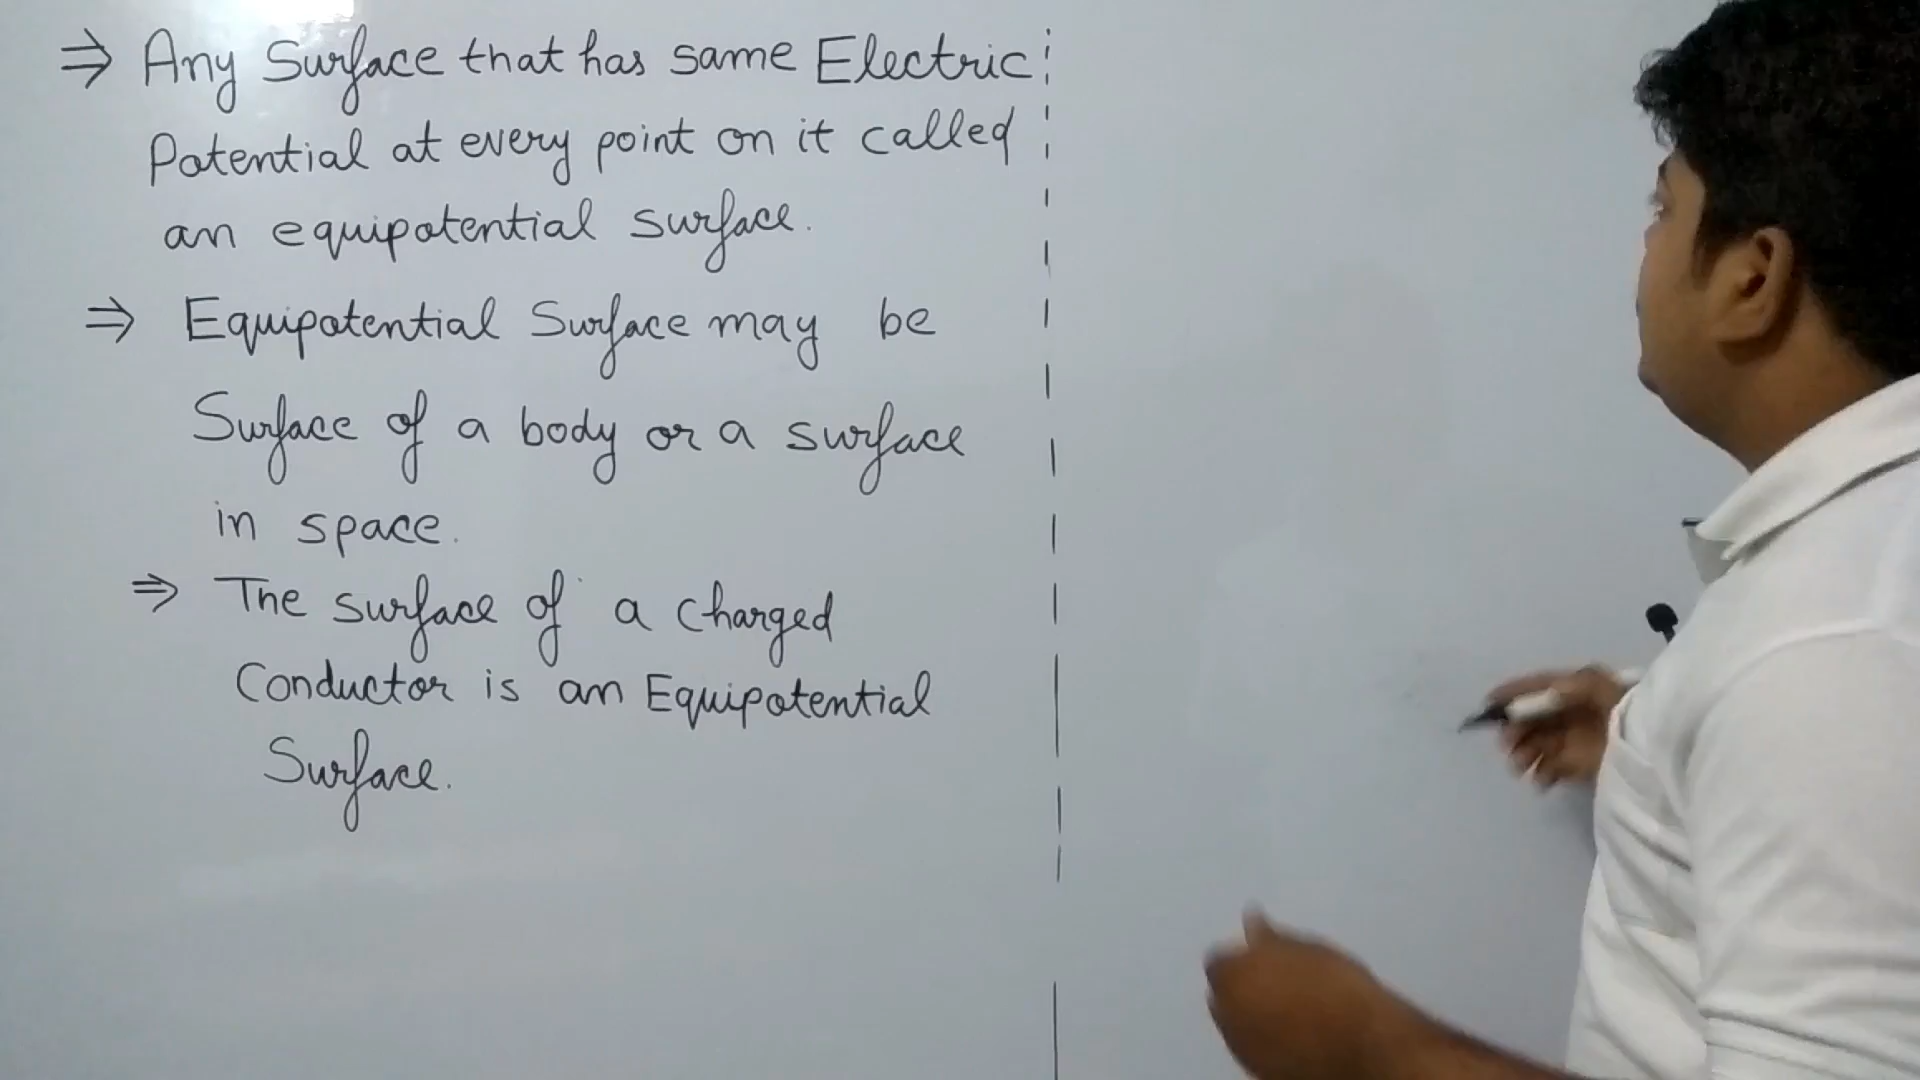 ⇒ Any Surface that has same Electric
Potential at every point on it called
an equipotential surface.
⇒ Equipotential Surface may be
Surface of a body or a surface
in space.
⇒ The surface of a charged
Conductor is an Equipotential
Surface.